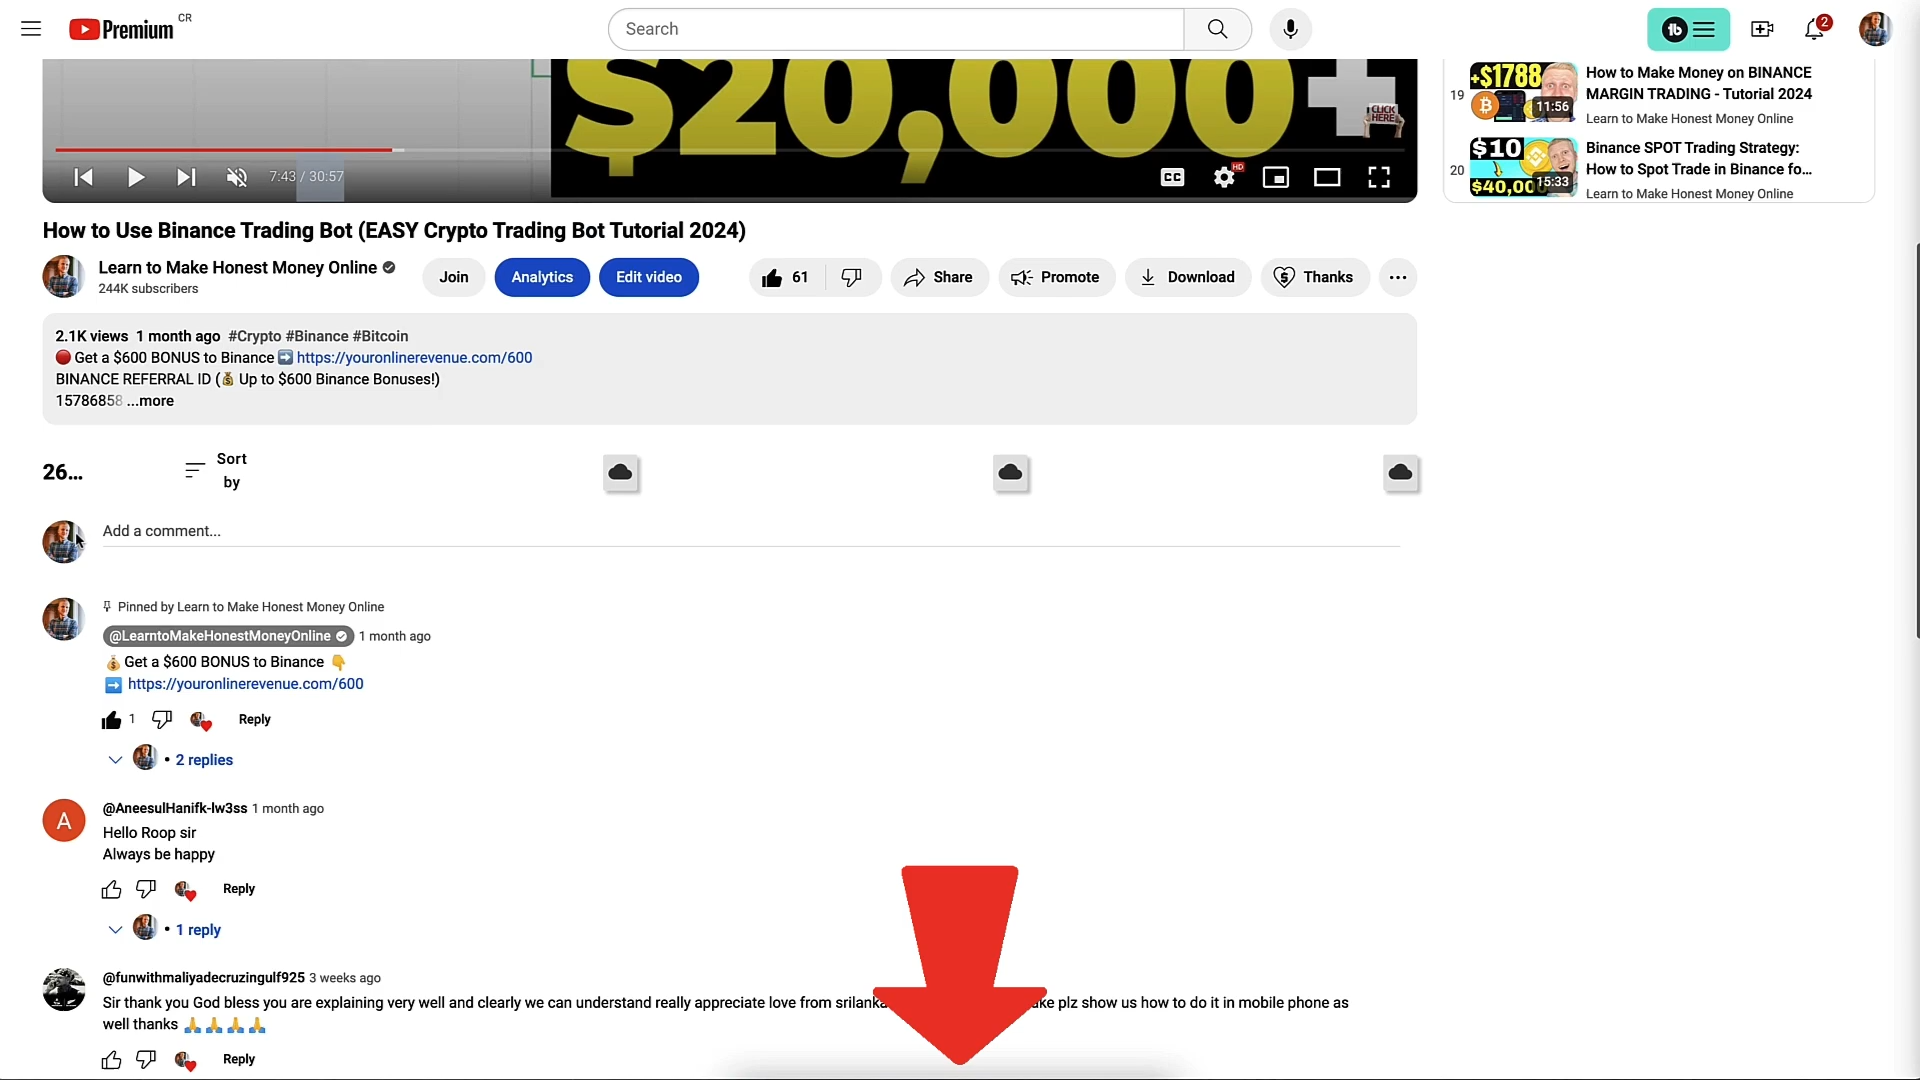 Premium CR
Search
2
$20,000+
CLICK
HERE
7:43 / 30:57
CC
HD
19
+$1788
11:56
How to Make Money on BINANCE
MARGIN TRADING - Tutorial 2024
Learn to Make Honest Money Online
20
$10
$40,000
15:33
Binance SPOT Trading Strategy:
How to Spot Trade in Binance fo...
Learn to Make Honest Money Online
How to Use Binance Trading Bot (EASY Crypto Trading Bot Tutorial 2024)
Learn to Make Honest Money Online
244K subscribers
Join
Analytics
Edit video
61
Share
Promote
Download
Thanks
2.1K views 1 month ago #Crypto #Binance #Bitcoin
🔴 Get a $600 BONUS to Binance ➡️ https://youronlinerevenue.com/600
BINANCE REFERRAL ID (💰 Up to $600 Binance Bonuses!)
15786858 ...more
26...
Sort
by
Add a comment...
Pinned by Learn to Make Honest Money Online
@LearntoMakeHonestMoneyOnline 1 month ago
💰 Get a $600 BONUS to Binance 👇
➡️ https://youronlinerevenue.com/600
1
Reply
• 2 replies
A
@AneesulHanifk-lw3ss 1 month ago
Hello Roop sir
Always be happy
Reply
• 1 reply
@funwithmaliyadecruzingulf925 3 weeks ago
Sir thank you God bless you are explaining very well and clearly we can understand really appreciate love from srilanka ke plz show us how to do it in mobile phone as
well thanks 🙏🙏🙏🙏
Reply